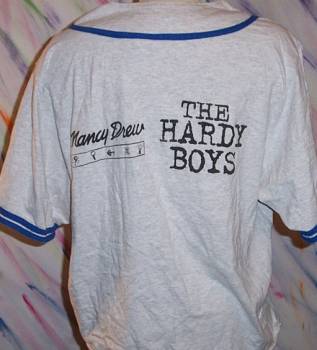 Nancy Drew
THE
HARDY
BOYS